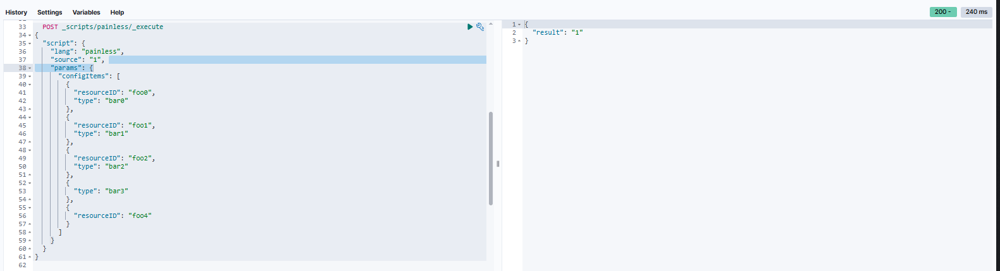 History Settings Variables Help 200 - 240 ms
33 POST _scripts/painless/_execute
34 {
35 "script": {
36 "lang": "painless",
37 "source": "1",
38 "params": {
39 "configItems": [
40 {
41 "resourceID": "foo0",
42 "type": "bar0"
43 },
44 {
45 "resourceID": "foo1",
46 "type": "bar1"
47 },
48 {
49 "resourceID": "foo2",
50 "type": "bar2"
51 },
52 {
53 "type": "bar3"
54 },
55 {
56 "resourceID": "foo4"
57 }
58 ]
59 }
60 }
61 }
62
1 {
2 "result": "1"
3 }